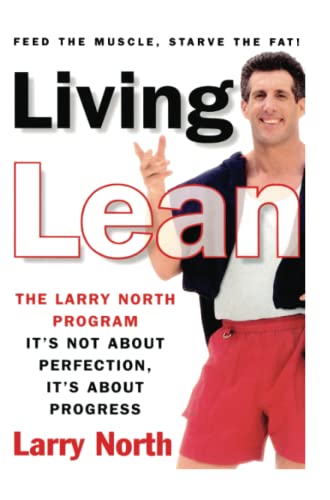 FEED THE MUSCLE, STARVE THE FAT!
Living
Lean
THE LARRY NORTH
PROGRAM
IT'S NOT ABOUT
PERFECTION,
IT'S ABOUT
PROGRESS
Larry North